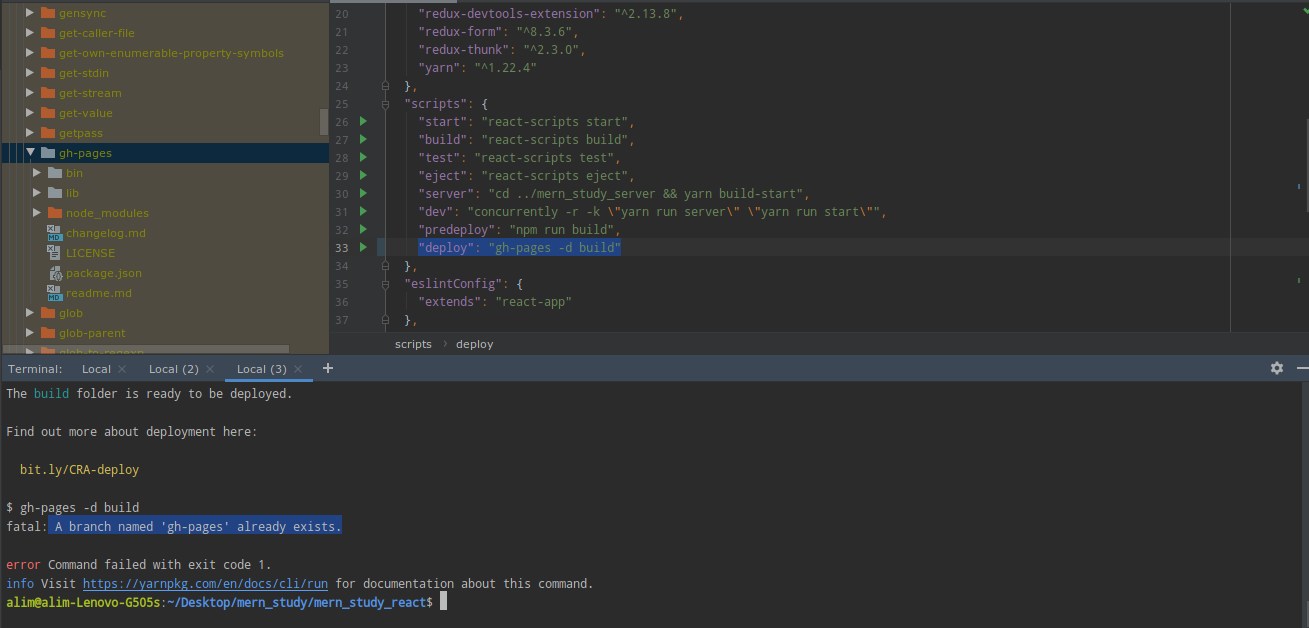 gensync
get-caller-file
get-own-enumerable-property-symbols
get-stdin
get-stream
get-value
getpass
gh-pages
bin
lib
node_modules
changelog.md
LICENSE
package.json
readme.md
glob
glob-parent
glob-to-regexp
20 "redux-devtools-extension": "^2.13.8",
21 "redux-form": "^8.3.6",
22 "redux-thunk": "^2.3.0",
23 "yarn": "^1.22.4"
24 },
25 "scripts": {
26 "start": "react-scripts start",
27 "build": "react-scripts build",
28 "test": "react-scripts test",
29 "eject": "react-scripts eject",
30 "server": "cd ../mern_study_server && yarn build-start",
31 "dev": "concurrently -r -k \"yarn run server\" \"yarn run start\"",
32 "predeploy": "npm run build",
33 "deploy": "gh-pages -d build"
34 },
35 "eslintConfig": {
36 "extends": "react-app"
37 },
scripts › deploy
Terminal: Local × Local (2) × Local (3) × +
The build folder is ready to be deployed.
Find out more about deployment here:
bit.ly/CRA-deploy
$ gh-pages -d build
fatal: A branch named 'gh-pages' already exists.
error Command failed with exit code 1.
info Visit https://yarnpkg.com/en/docs/cli/run for documentation about this command.
alim@alim-Lenovo-G505s:~/Desktop/mern_study/mern_study_react$